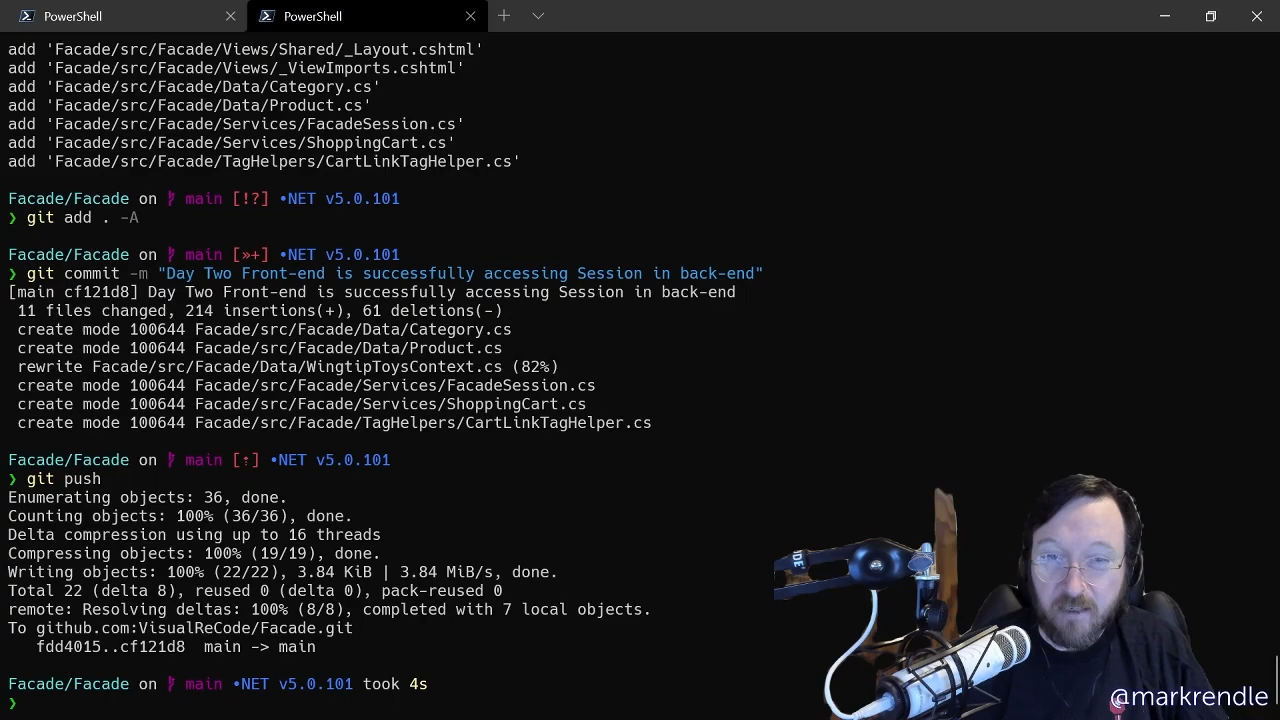 PowerShell
PowerShell
add 'Facade/src/Facade/Views/Shared/_Layout.cshtml'
add 'Facade/src/Facade/Views/_ViewImports.cshtml'
add 'Facade/src/Facade/Data/Category.cs'
add 'Facade/src/Facade/Data/Product.cs'
add 'Facade/src/Facade/Services/FacadeSession.cs'
add 'Facade/src/Facade/Services/ShoppingCart.cs'
add 'Facade/src/Facade/TagHelpers/CartLinkTagHelper.cs'
Facade/Facade on main [!?] •NET v5.0.101
❯ git add . -A
Facade/Facade on main [»+] •NET v5.0.101
❯ git commit -m "Day Two Front-end is successfully accessing Session in back-end"
[main cf121d8] Day Two Front-end is successfully accessing Session in back-end
11 files changed, 214 insertions(+), 61 deletions(-)
create mode 100644 Facade/src/Facade/Data/Category.cs
create mode 100644 Facade/src/Facade/Data/Product.cs
rewrite Facade/src/Facade/Data/WingtipToysContext.cs (82%)
create mode 100644 Facade/src/Facade/Services/FacadeSession.cs
create mode 100644 Facade/src/Facade/Services/ShoppingCart.cs
create mode 100644 Facade/src/Facade/TagHelpers/CartLinkTagHelper.cs
Facade/Facade on main [⇡] •NET v5.0.101
❯ git push
Enumerating objects: 36, done.
Counting objects: 100% (36/36), done.
Delta compression using up to 16 threads
Compressing objects: 100% (19/19), done.
Writing objects: 100% (22/22), 3.84 KiB | 3.84 MiB/s, done.
Total 22 (delta 8), reused 0 (delta 0), pack-reused 0
remote: Resolving deltas: 100% (8/8), completed with 7 local objects.
To github.com:VisualReCode/Facade.git
fdd4015..cf121d8 main -> main
Facade/Facade on main •NET v5.0.101 took 4s
❯
@markrendle